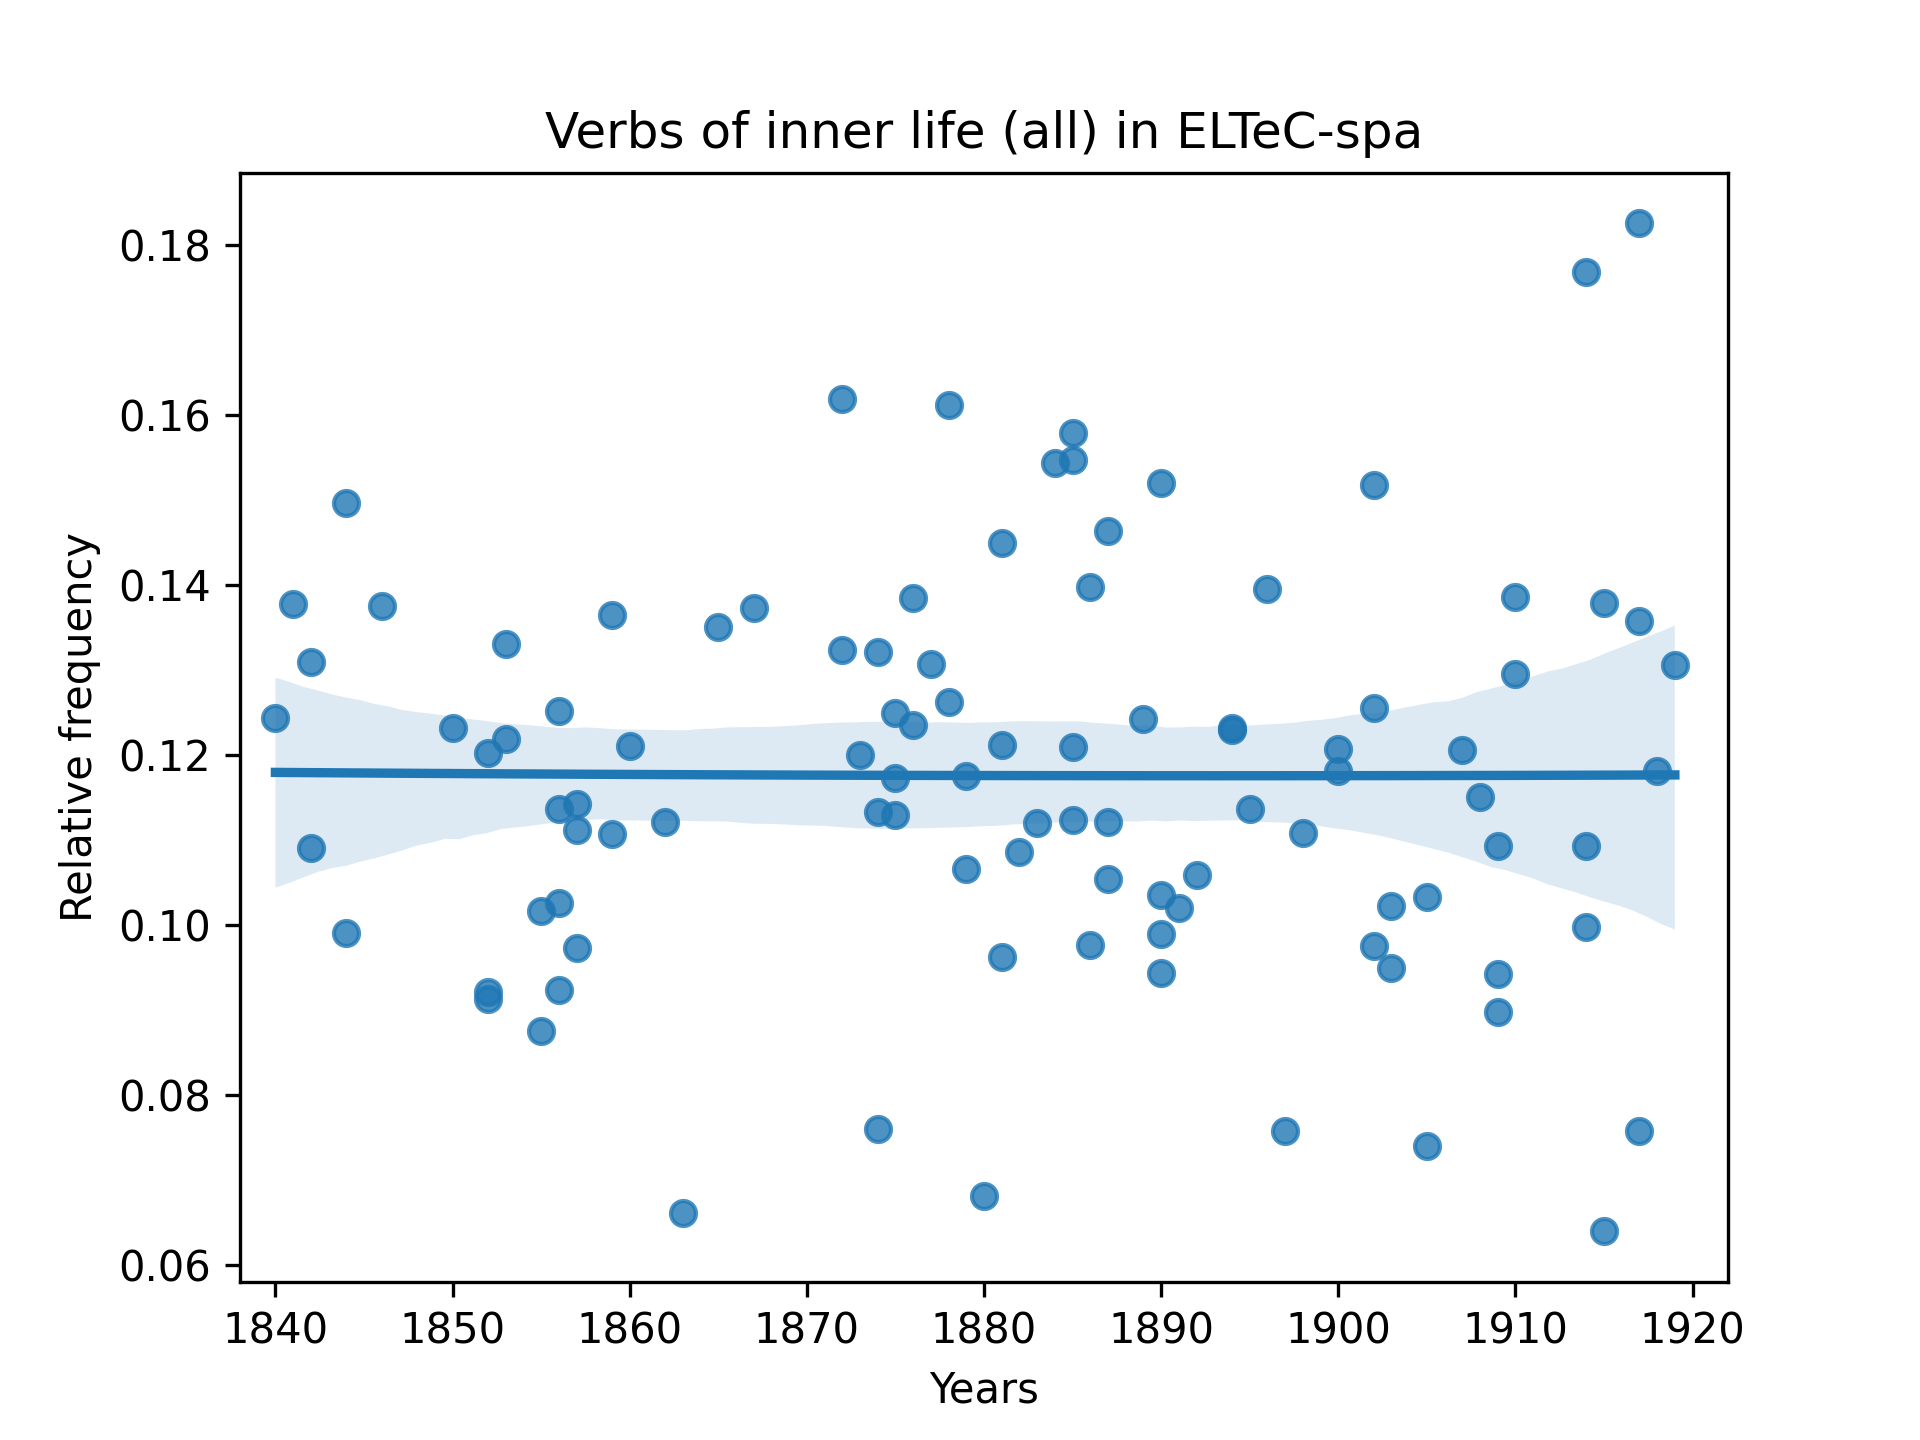 Verbs of inner life (all) in ELTeC-spa
Relative frequency
0.18
0.16
0.14
0.12
0.10
0.08
0.06
1840 1850 1860 1870 1880 1890 1900 1910 1920
Years